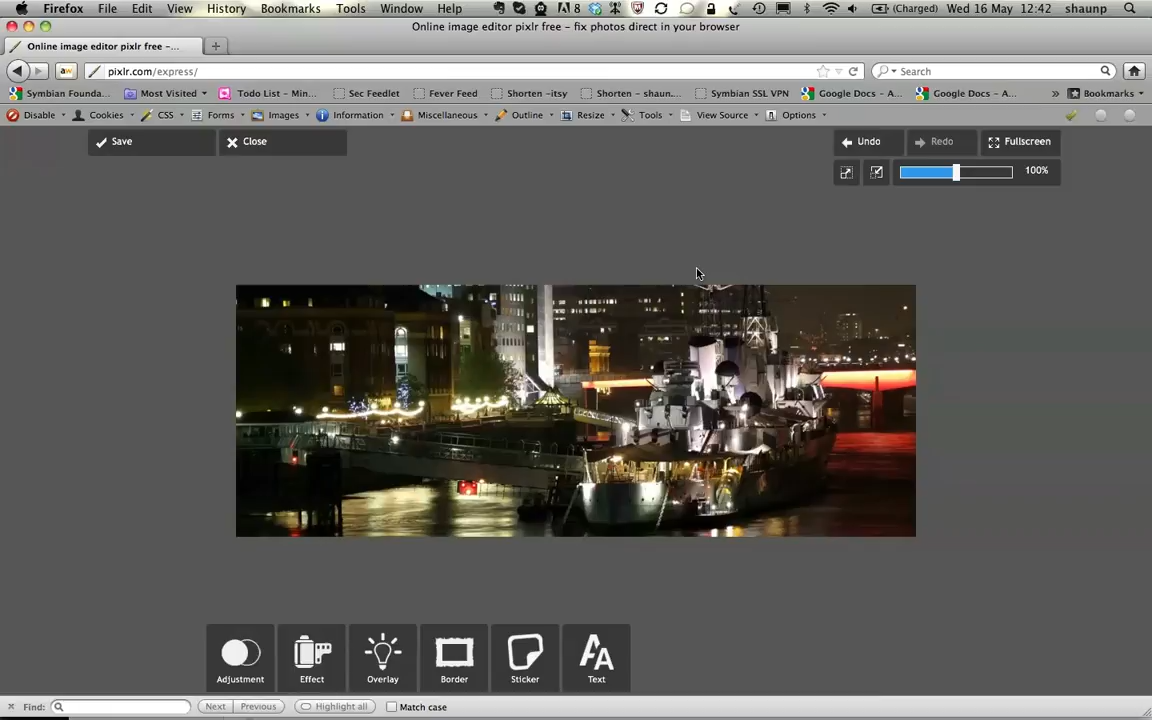 Firefox File Edit View History Bookmarks Tools Window Help 8 (Charged) Wed 16 May 12:42 shaunp
Online image editor pixlr free – fix photos direct in your browser
Online image editor pixlr free –... +
aw pixlr.com/express/ Search
Symbian Founda... Most Visited Todo List – Min... Sec Feedlet Fever Feed Shorten –itsy Shorten – shaun... Symbian SSL VPN Google Docs – A... Google Docs – A... » Bookmarks
Disable Cookies CSS Forms Images Information Miscellaneous Outline Resize Tools View Source Options
Save Close Undo Redo Fullscreen
100%
Adjustment Effect Overlay Border Sticker Text
Find: Next Previous Highlight all Match case